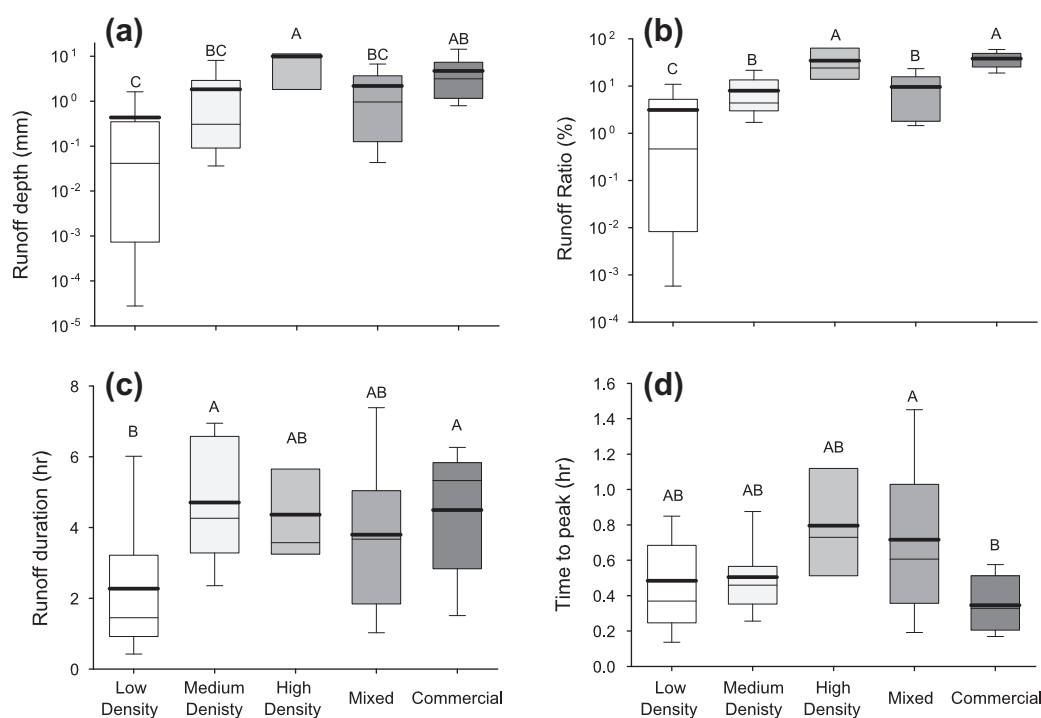 (a)
Runoff depth (mm)
10^1
10^0
10^-1
10^-2
10^-3
10^-4
10^-5
C
BC
A
BC
AB
(b)
Runoff Ratio (%)
10^2
10^1
10^0
10^-1
10^-2
10^-3
10^-4
C
B
A
B
A
(c)
Runoff duration (hr)
8
6
4
2
0
B
A
AB
AB
A
Low Density
Medium Denisty
High Density
Mixed
Commercial
(d)
Time to peak (hr)
1.6
1.4
1.2
1.0
0.8
0.6
0.4
0.2
0.0
AB
AB
AB
A
B
Low Density
Medium Denisty
High Density
Mixed
Commercial